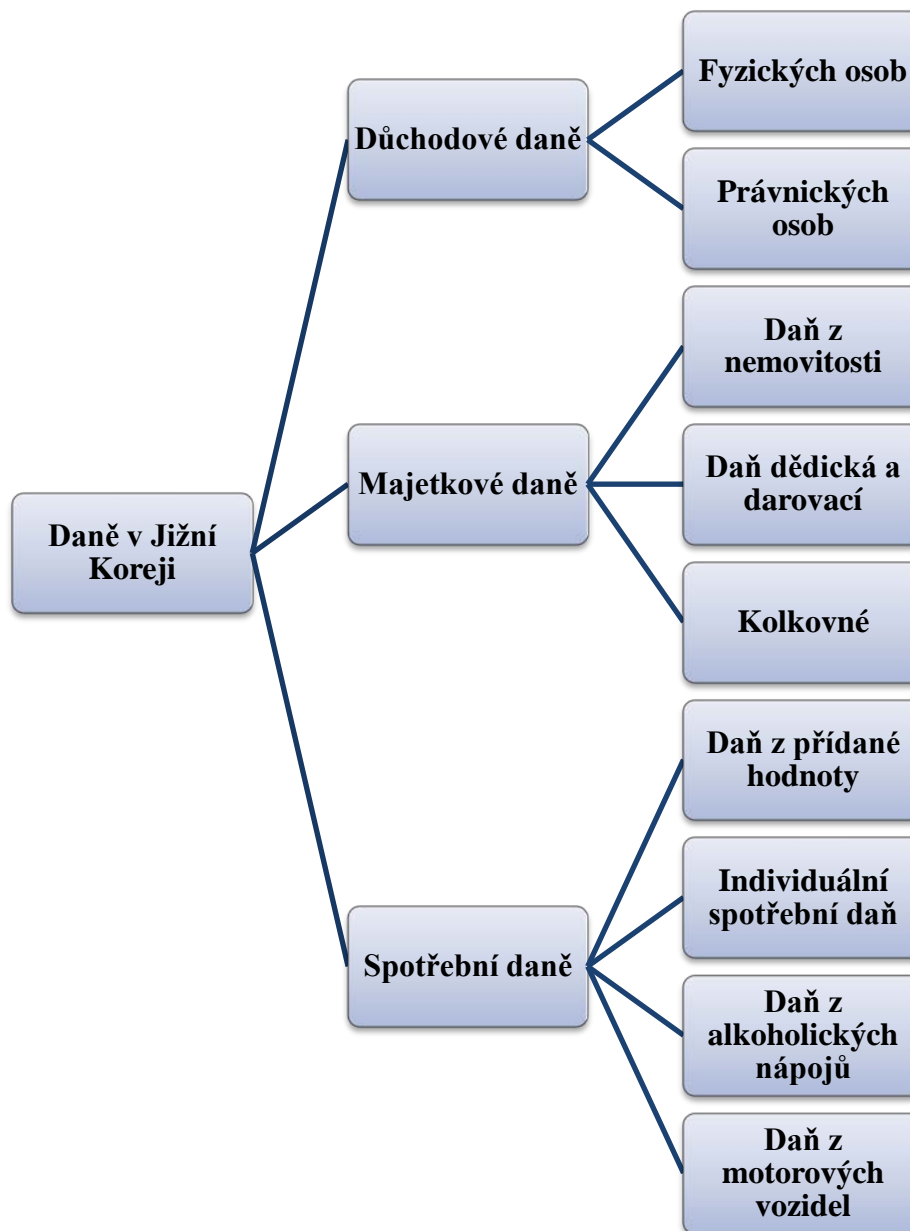 Fyzických osob
Důchodové daně
Právnických
osob
Daň z
nemovitosti
Majetkové daně
Daň dědická a
darovací
Daně v Jižní
Koreji
Kolkovné
Daň z přídané
hodnoty
Individuální
spotřební daň
Spotřební daně
Daň z
alkoholických
nápojů
Daň z
motorových
vozidel